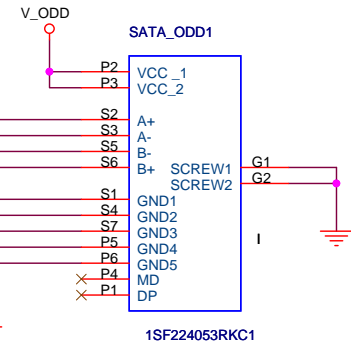 V_ODD
SATA_ODD1
P2 VCC _1
P3 VCC_2
S2 A+
S3 A-
S5 B-
S6 B+ SCREW1 G1
SCREW2 G2
S1 GND1
S4 GND2
S7 GND3
P5 GND4
P6 GND5
P4 MD
P1 DP
I
1SF224053RKC1